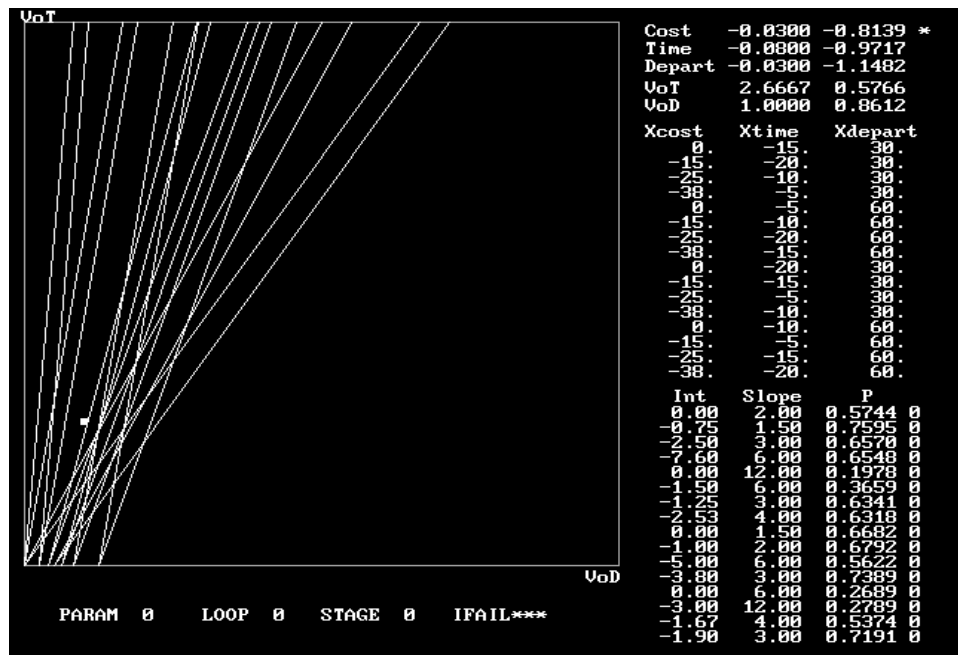 VoT
Cost -0.0300 -0.8139 *
Time -0.0800 -0.9717
Depart -0.0300 -1.1482
VoT 2.6667 0.5766
VoD 1.0000 0.8612
Xcost Xtime Xdepart
0. -15. 30.
-15. -20. 30.
-25. -10. 30.
-38. -5. 30.
0. -5. 60.
-15. -10. 60.
-25. -20. 60.
-38. -15. 60.
0. -20. 30.
-15. -15. 30.
-25. -5. 30.
-38. -10. 30.
0. -10. 60.
-15. -5. 60.
-25. -15. 60.
-38. -20. 60.
Int Slope P
0.00 2.00 0.5744 0
-0.75 1.50 0.7595 0
-2.50 3.00 0.6570 0
-7.60 6.00 0.6548 0
0.00 12.00 0.1978 0
-1.50 6.00 0.3659 0
-1.25 3.00 0.6341 0
-2.53 4.00 0.6318 0
0.00 1.50 0.6682 0
-1.00 2.00 0.6792 0
-5.00 6.00 0.5622 0
-3.80 3.00 0.7389 0
0.00 6.00 0.2689 0
-3.00 12.00 0.2789 0
-1.67 4.00 0.5374 0
-1.90 3.00 0.7191 0
VoD
PARAM 0 LOOP 0 STAGE 0 IFAIL***